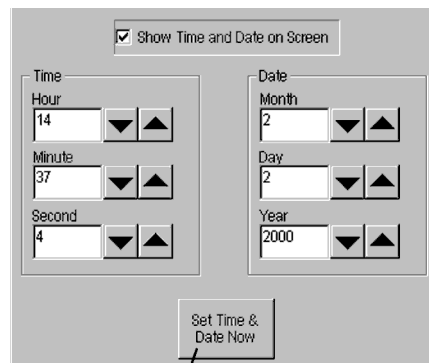 Show Time and Date on Screen
Time
Hour
14
Minute
37
Second
4
Date
Month
2
Day
2
Year
2000
Set Time &
Date Now